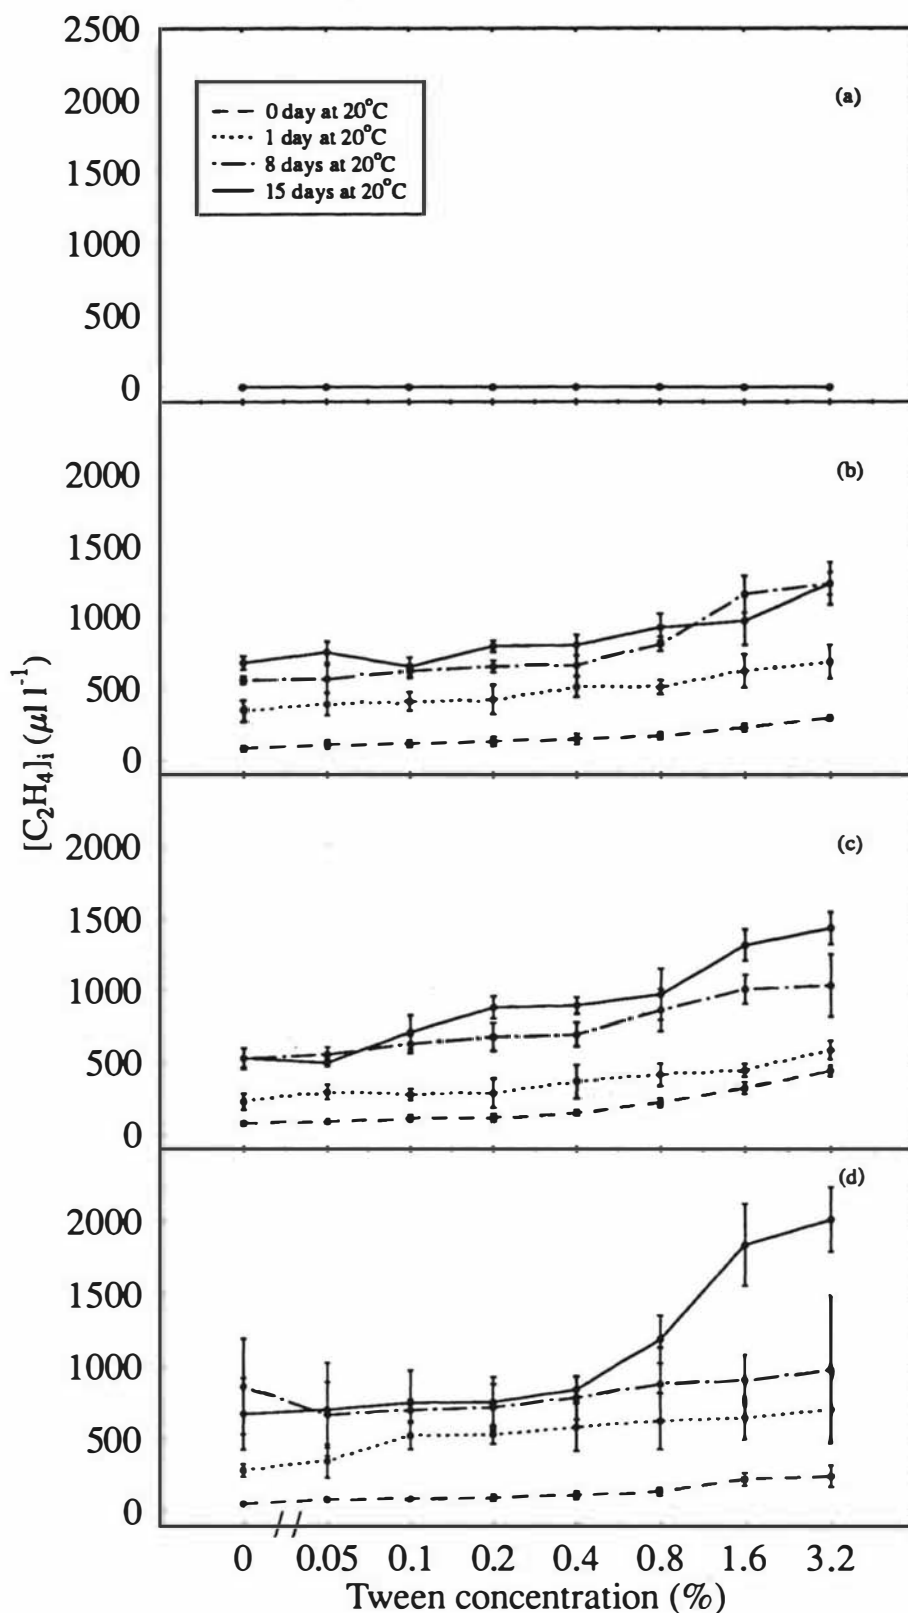 2500
2000
1500
1000
500
0
(a)
0 day at 20°C
1 day at 20°C
8 days at 20°C
15 days at 20°C
2000
1500
1000
500
0
(b)
[C₂H₄]ᵢ (μl l⁻¹)
2000
1500
1000
500
0
(c)
2000
1500
1000
500
0
(d)
0 0.05 0.1 0.2 0.4 0.8 1.6 3.2
Tween concentration (%)